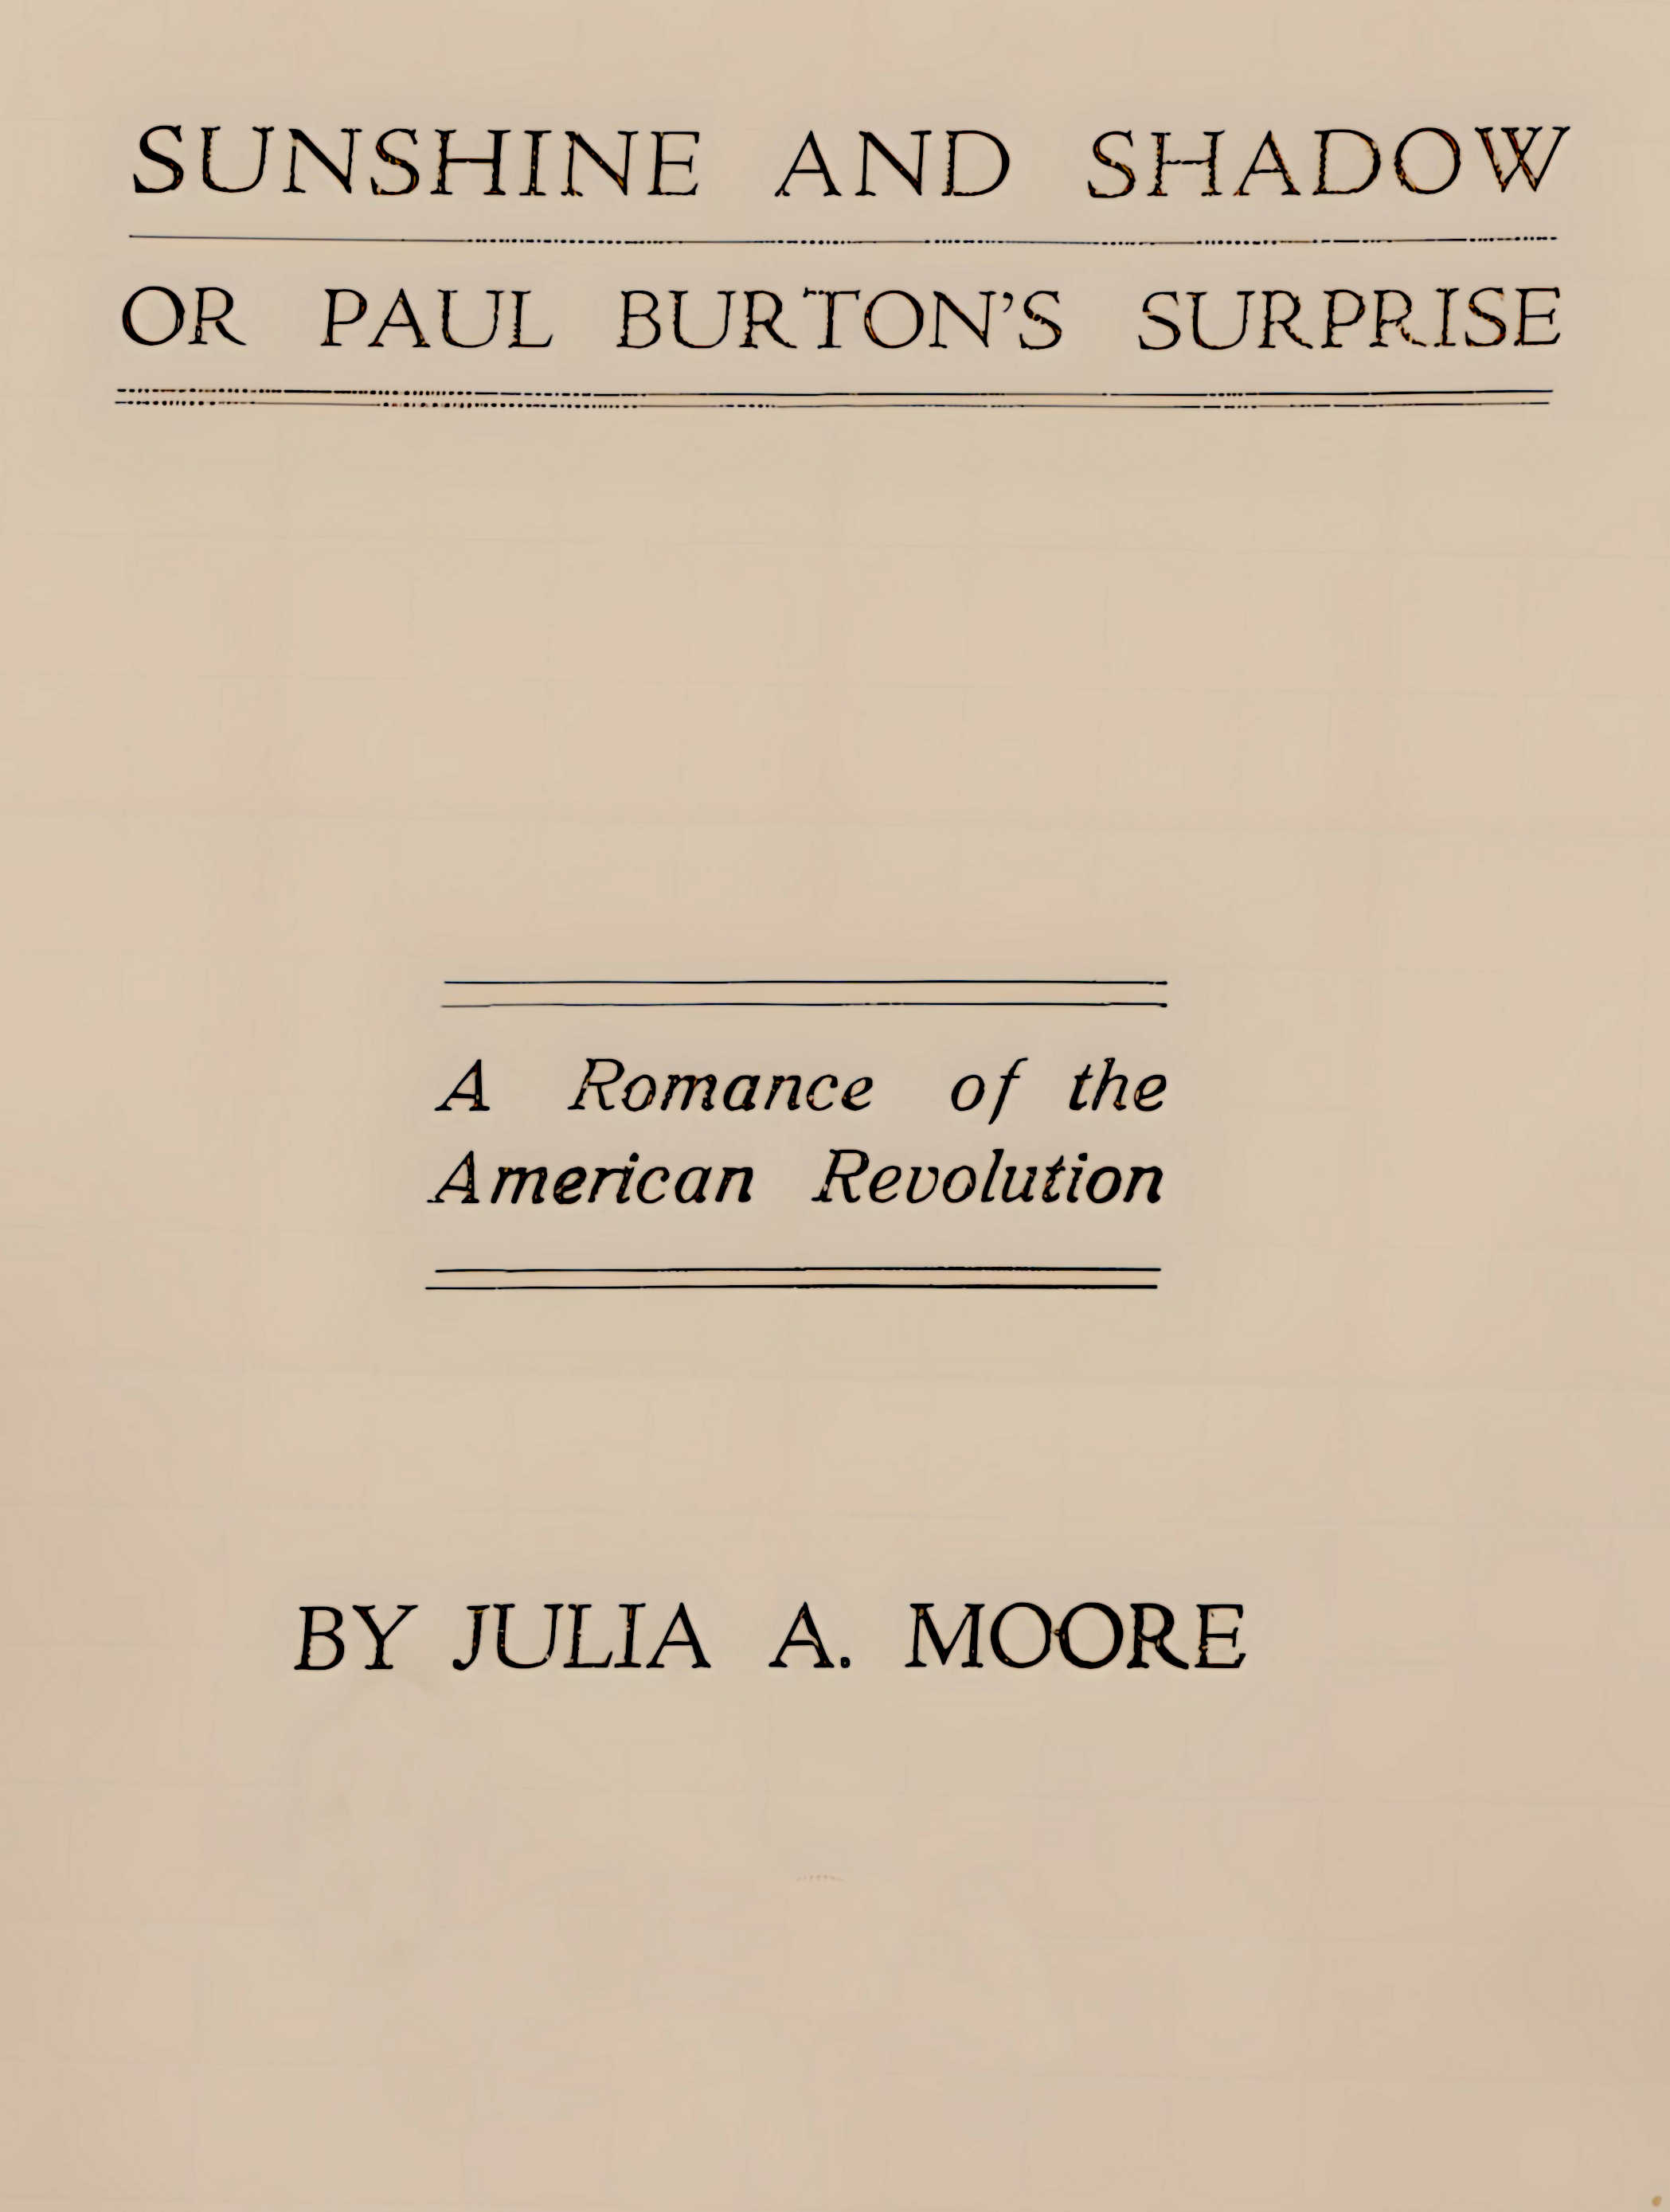 SUNSHINE AND SHADOW
OR PAUL BURTON'S SURPRISE
A Romance of the
American Revolution
BY JULIA A. MOORE